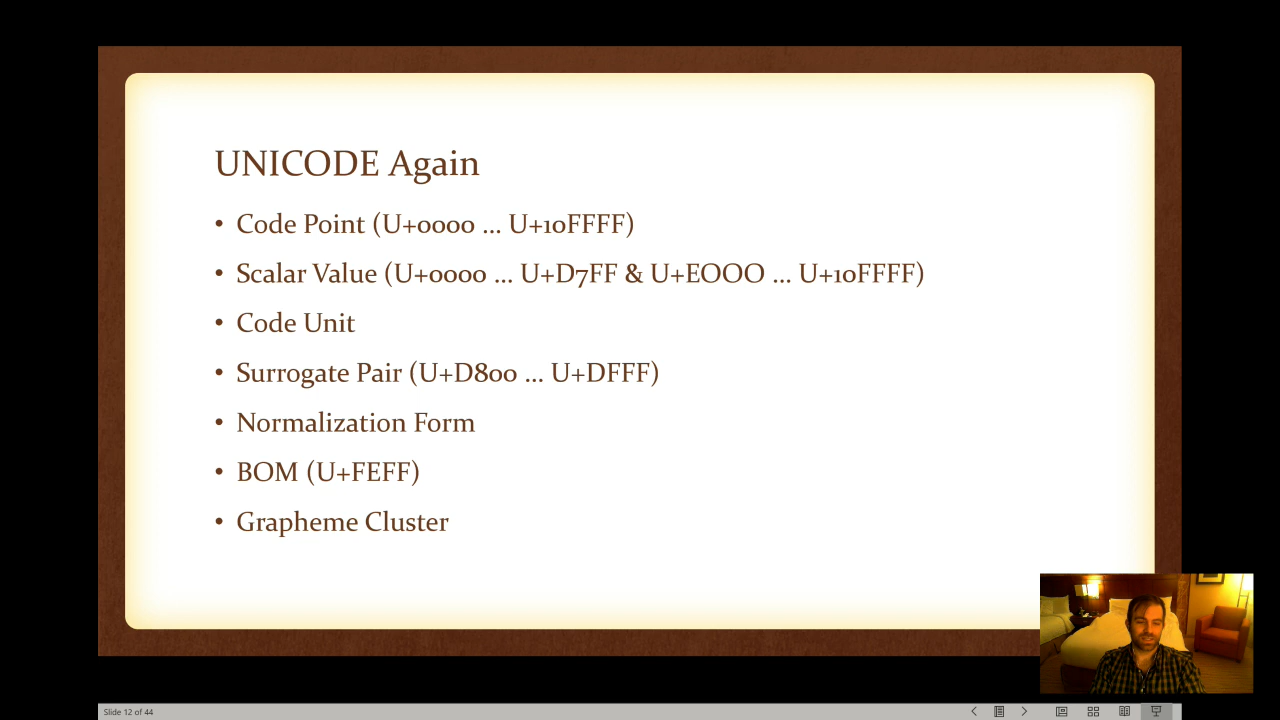 UNICODE Again
• Code Point (U+0000 ... U+10FFFF)
• Scalar Value (U+0000 ... U+D7FF & U+EOOO ... U+10FFFF)
• Code Unit
• Surrogate Pair (U+D800 ... U+DFFF)
• Normalization Form
• BOM (U+FEFF)
• Grapheme Cluster
Slide 12 of 44